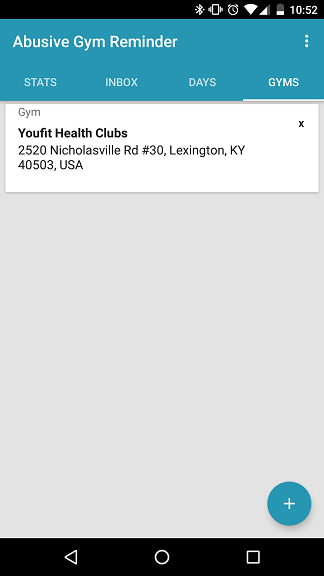 10:52
Abusive Gym Reminder
STATS INBOX DAYS GYMS
Gym
x
Youfit Health Clubs
2520 Nicholasville Rd #30, Lexington, KY
40503, USA
+